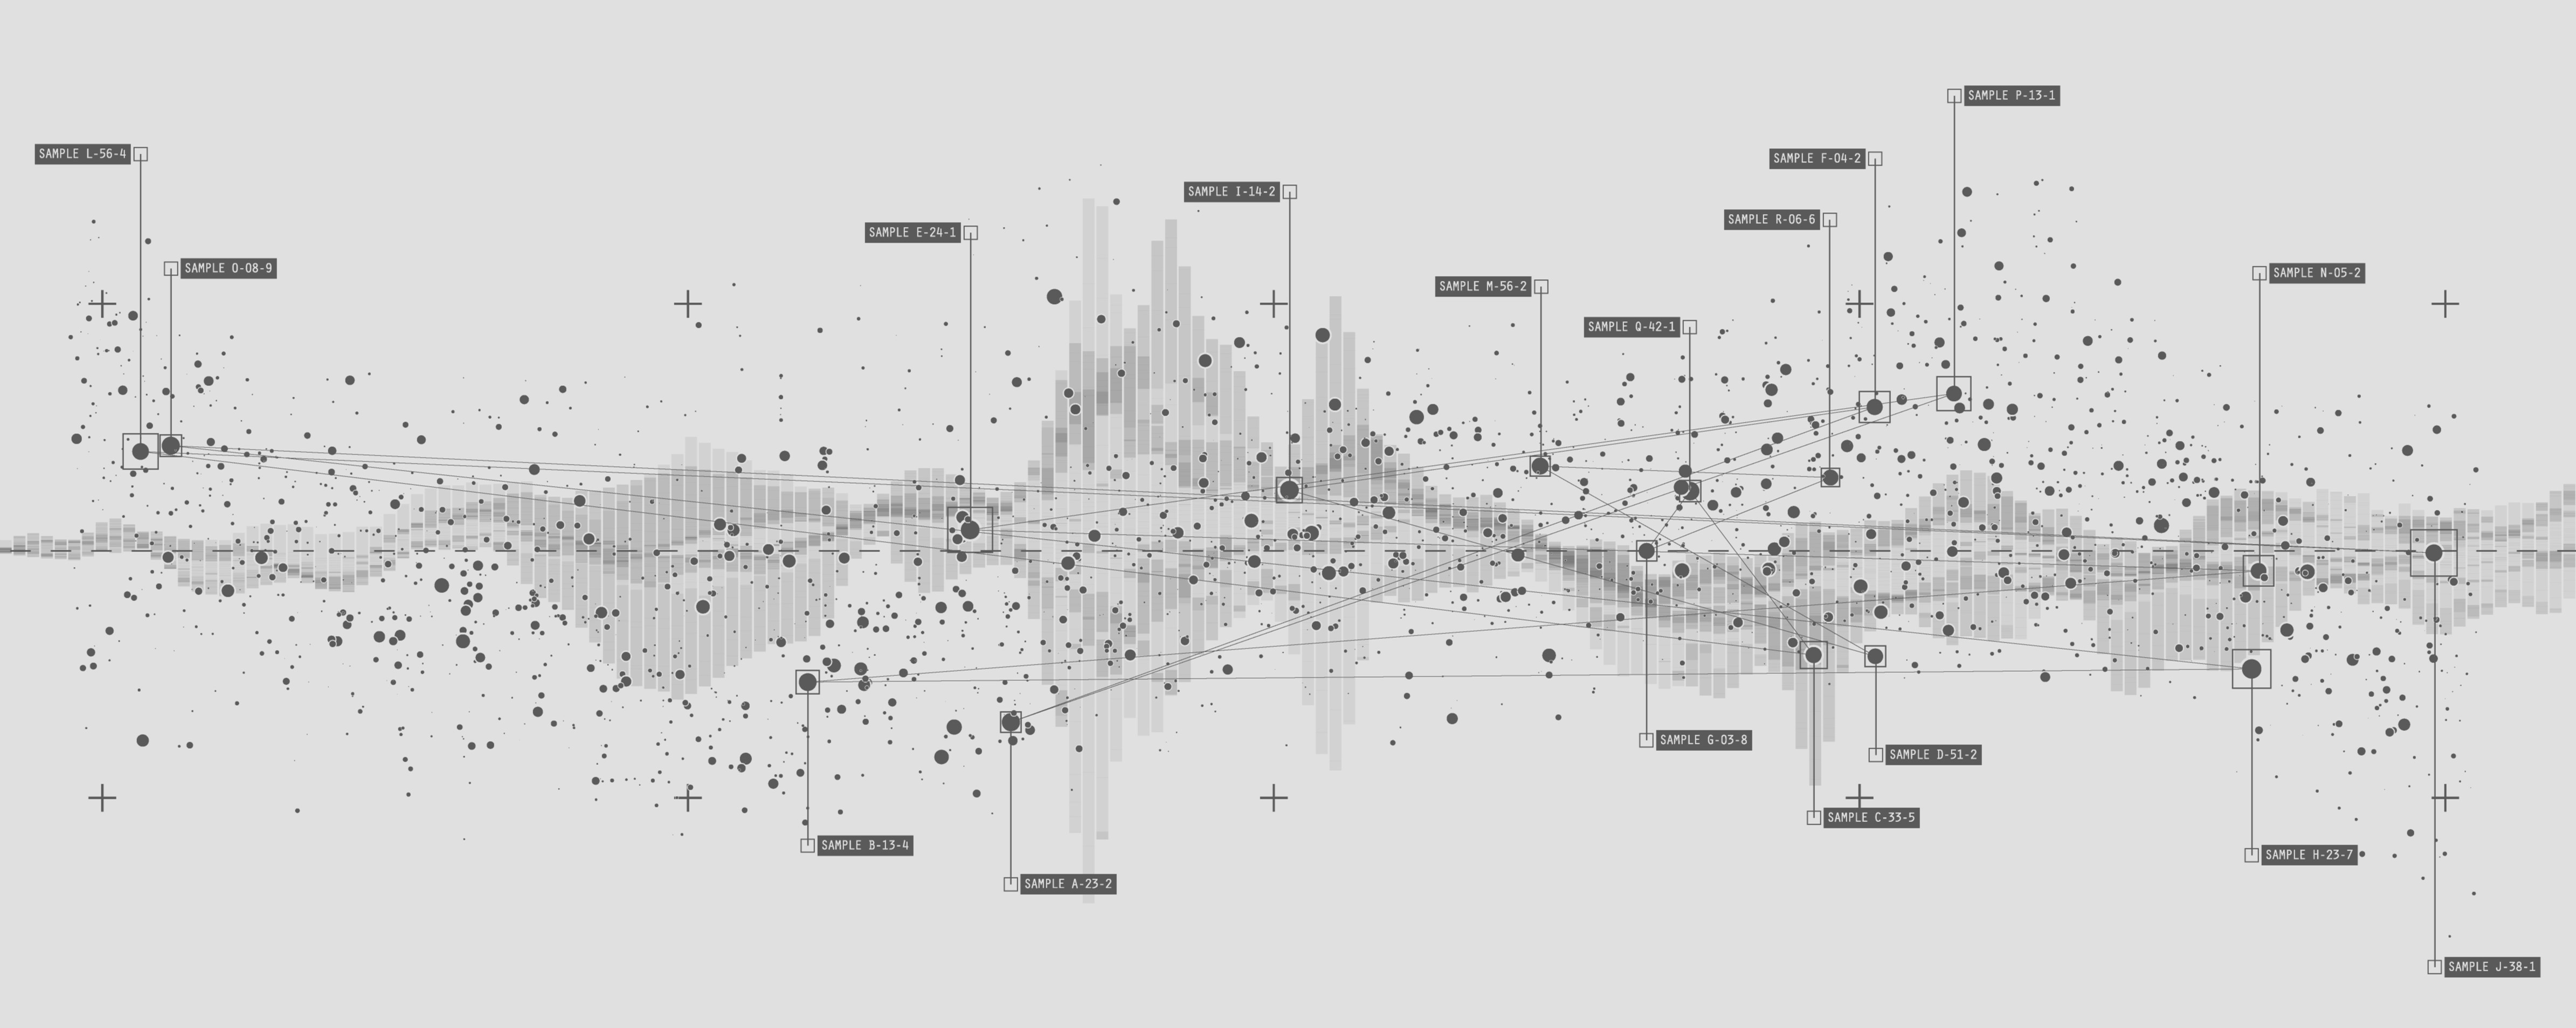 SAMPLE P-13-1
SAMPLE L-56-4
SAMPLE F-04-2
SAMPLE I-14-2
SAMPLE R-06-6
SAMPLE E-24-1
SAMPLE O-08-9
SAMPLE N-05-2
SAMPLE M-56-2
SAMPLE Q-42-1
SAMPLE G-03-8
SAMPLE D-51-2
SAMPLE C-33-5
SAMPLE B-13-4
SAMPLE H-23-7
SAMPLE A-23-2
SAMPLE J-38-1